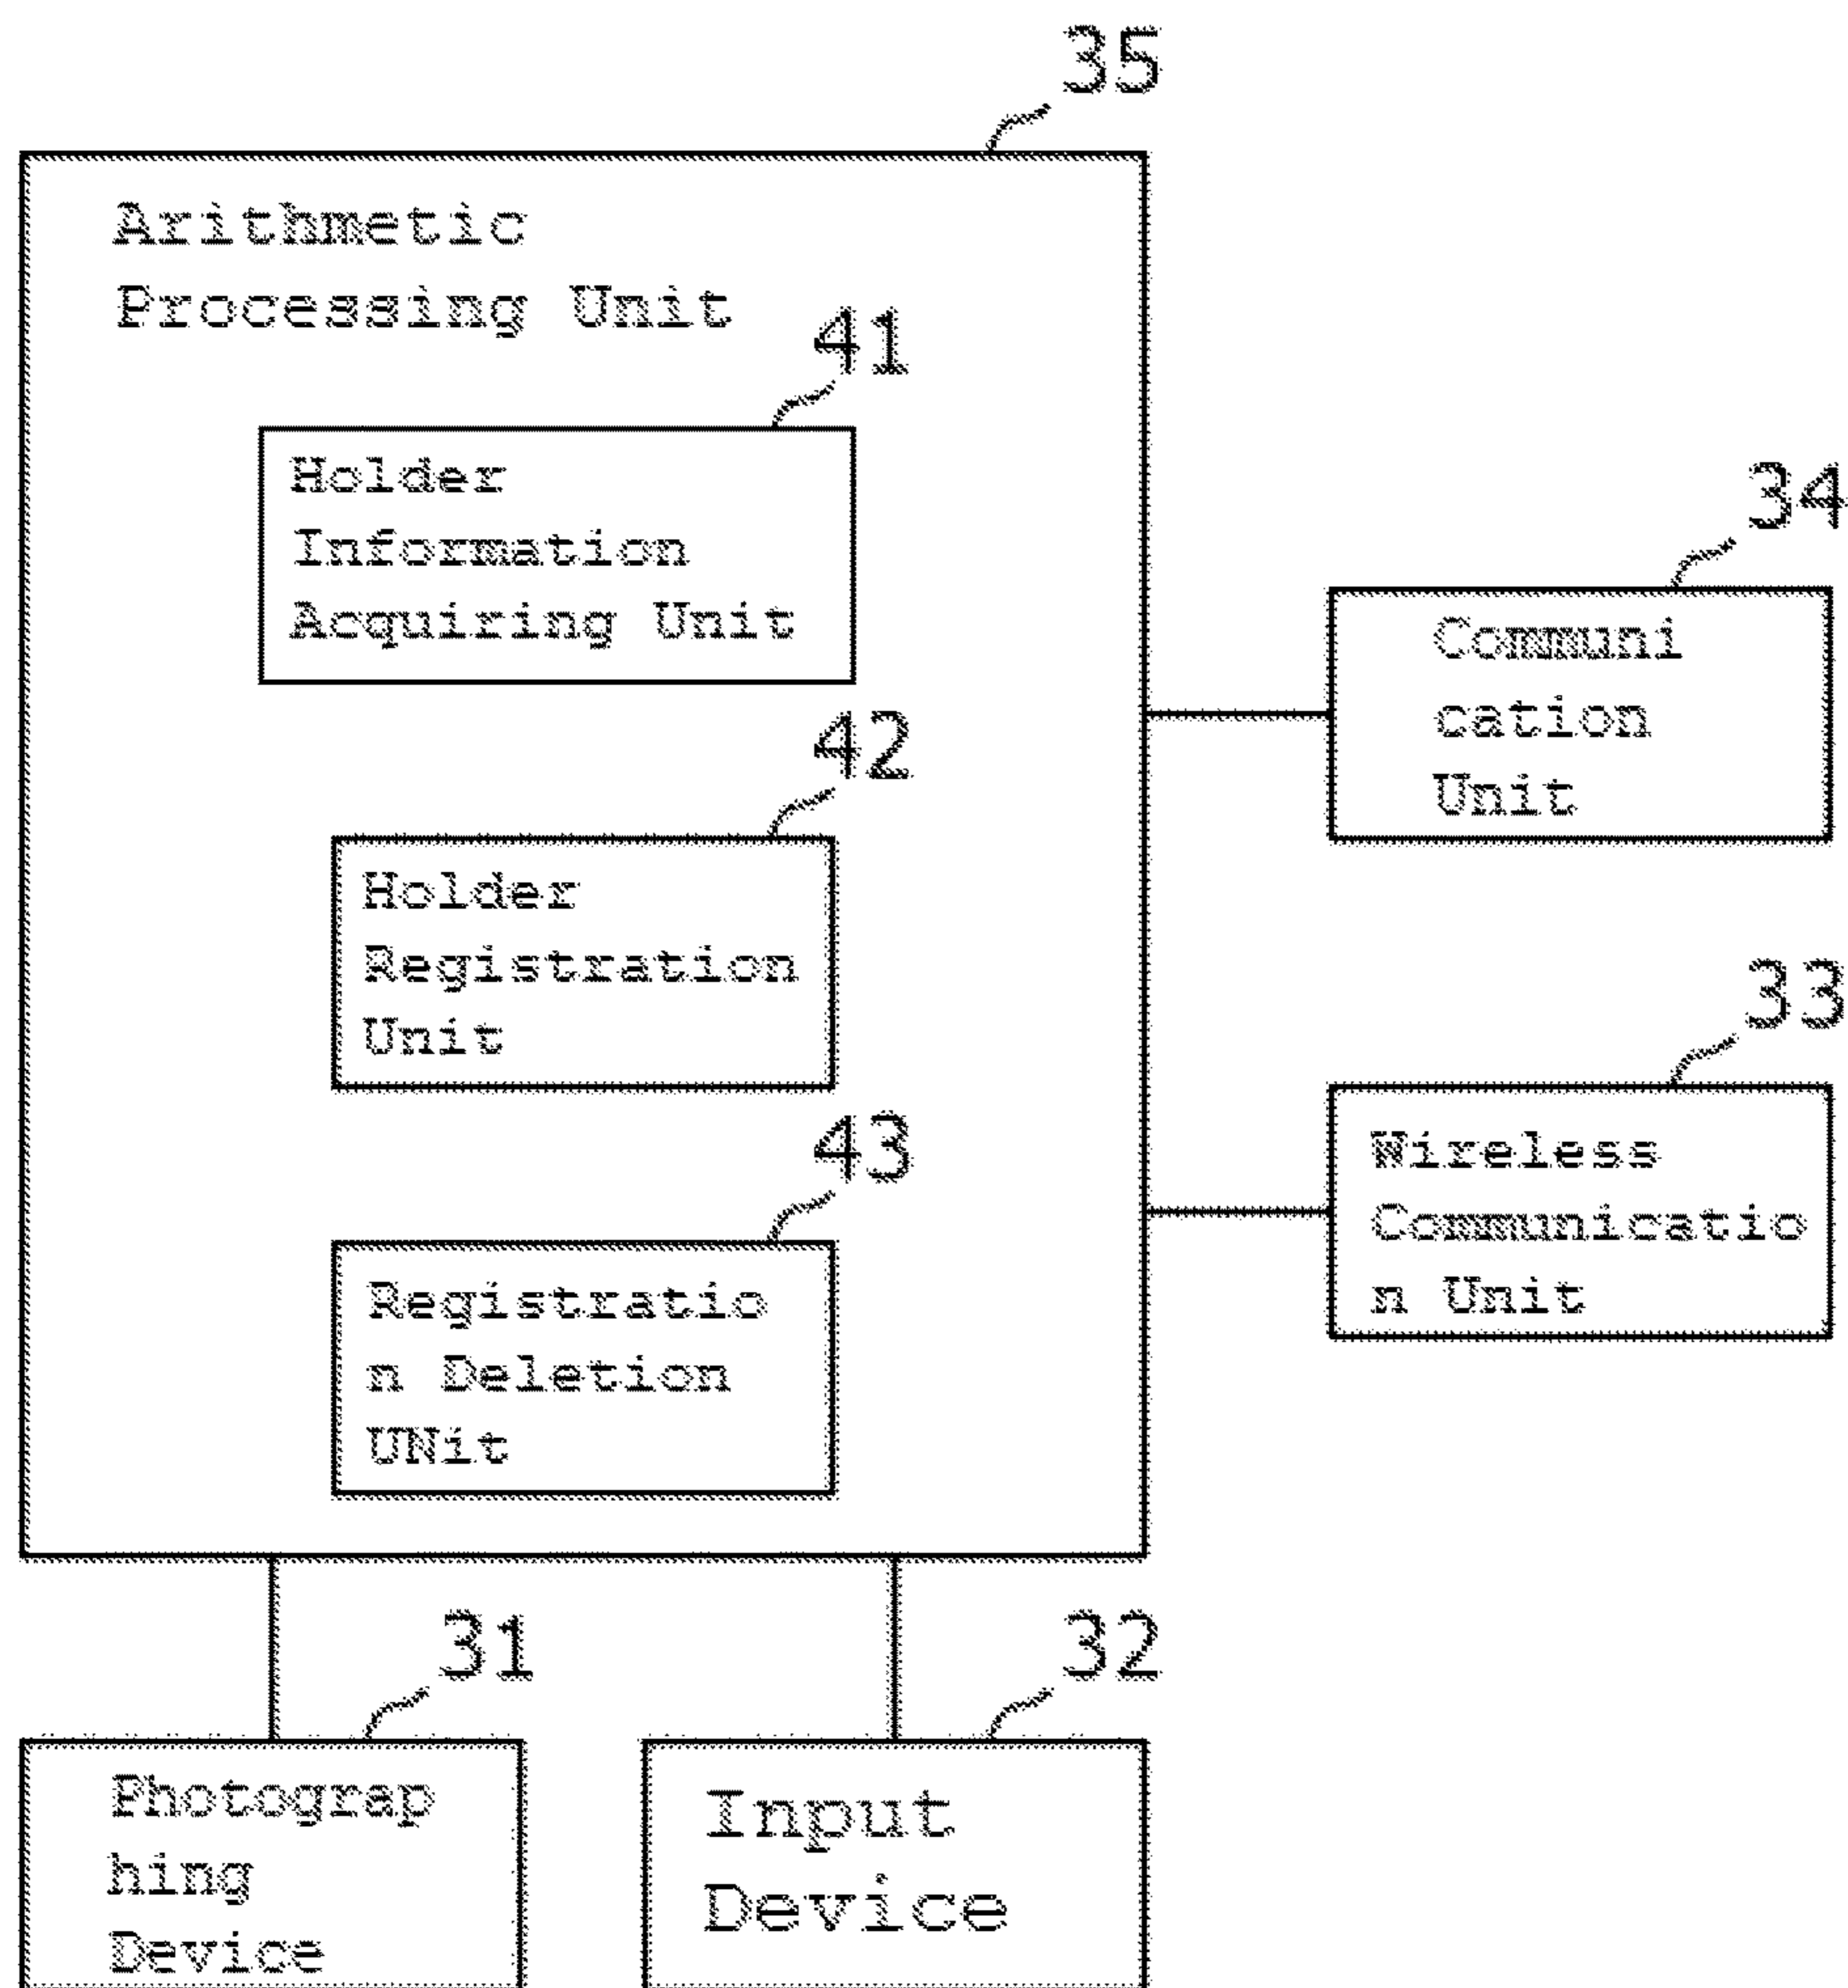 35
Arithmetic
Processing Unit
41
Holder
Information
Acquiring Unit
42
Holder
Registration
Unit
43
Registratio
n Deletion
UNit
34
Communi
cation
Unit
33
Wireless
Communicatio
n Unit
31
Photograp
hing
Device
32
Input
Device